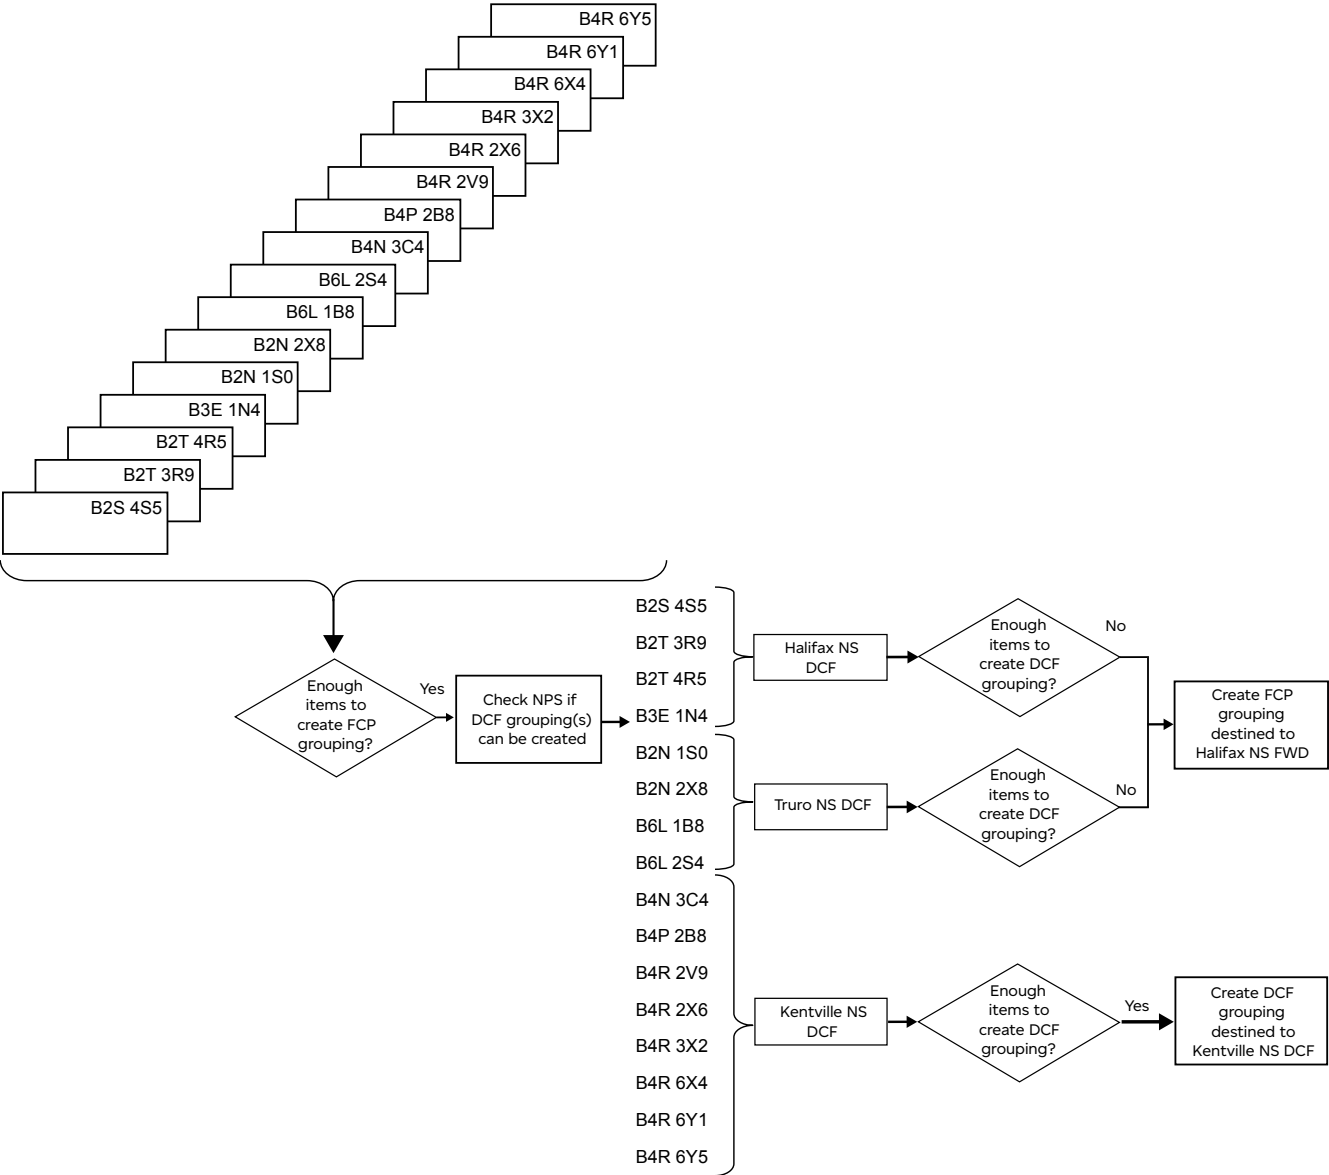 B4R 6Y5
B4R 6Y1
B4R 6X4
B4R 3X2
B4R 2X6
B4R 2V9
B4P 2B8
B4N 3C4
B6L 2S4
B6L 1B8
B2N 2X8
B2N 1S0
B3E 1N4
B2T 4R5
B2T 3R9
B2S 4S5
Enough
items to
create FCP
grouping?
Yes
Check NPS if
DCF grouping(s)
can be created
B2S 4S5
B2T 3R9
B2T 4R5
B3E 1N4
B2N 1S0
B2N 2X8
B6L 1B8
B6L 2S4
B4N 3C4
B4P 2B8
B4R 2V9
B4R 2X6
B4R 3X2
B4R 6X4
B4R 6Y1
B4R 6Y5
Halifax NS
DCF
Enough
items to
create DCF
grouping?
No
Truro NS DCF
Enough
items to
create DCF
grouping?
No
Create FCP
grouping
destined to
Halifax NS FWD
Kentville NS
DCF
Enough
items to
create DCF
grouping?
Yes
Create DCF
grouping
destined to
Kentville NS DCF